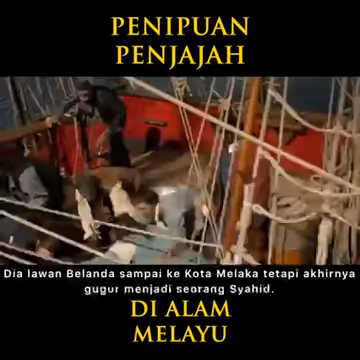 PENIPUAN
PENJAJAH
Dia lawan Belanda sampai ke Kota Melaka tetapi akhirnya
gugur menjadi seorang Syahid.
DI ALAM
MELAYU